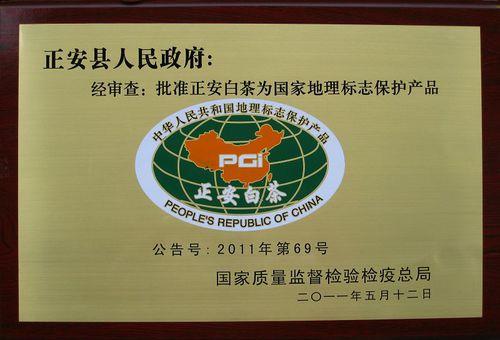 正安县人民政府:
经审查: 批准正安白茶为国家地理标志保护产品
中华人民共和国地理标志保护产品
PGi
正安白茶
PEOPLE'S REPUBLIC OF CHINA
公告号: 2011年第69号
国家质量监督检验检疫总局
二〇一一年五月十二日